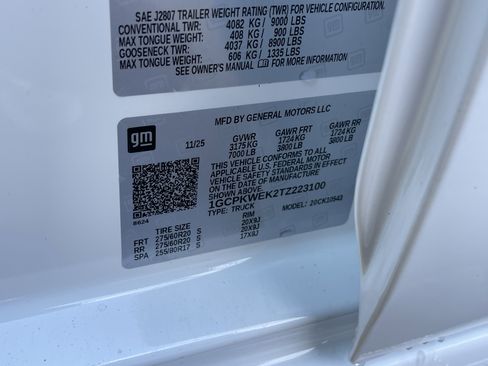 SAE J2807 TRAILER WEIGHT RATING (TWR) FOR VEHICLE CONFIGURATION.
CONVENTIONAL TWR: 4082 KG / 9000 LBS
MAX TONGUE WEIGHT: 408 KG / 900 LBS
GOOSENECK TWR: 4037 KG / 8900 LBS
MAX TONGUE WEIGHT: 606 KG / 1335 LBS
SEE OWNER'S MANUAL FOR MORE INFORMATION
gm
MFD BY GENERAL MOTORS LLC
11/25 GVWR GAWR FRT GAWR RR
3175 KG 1724 KG 1724 KG
7000 LB 3800 LB 3800 LB
THIS VEHICLE CONFORMS TO ALL
APPLICABLE U.S. FEDERAL MOTOR
VEHICLE SAFETY STANDARDS
IN EFFECT ON THE DATE OF MANUFACTURE
SHOWN ABOVE.
1GCPKWEK2TZ223100
TYPE: TRUCK MODEL: 20CK10543
8624
TIRE SIZE RIM
FRT 275/60R20 S 20X9J
RR 275/60R20 S 20X9J
SPA 255/80R17 S 17X8J